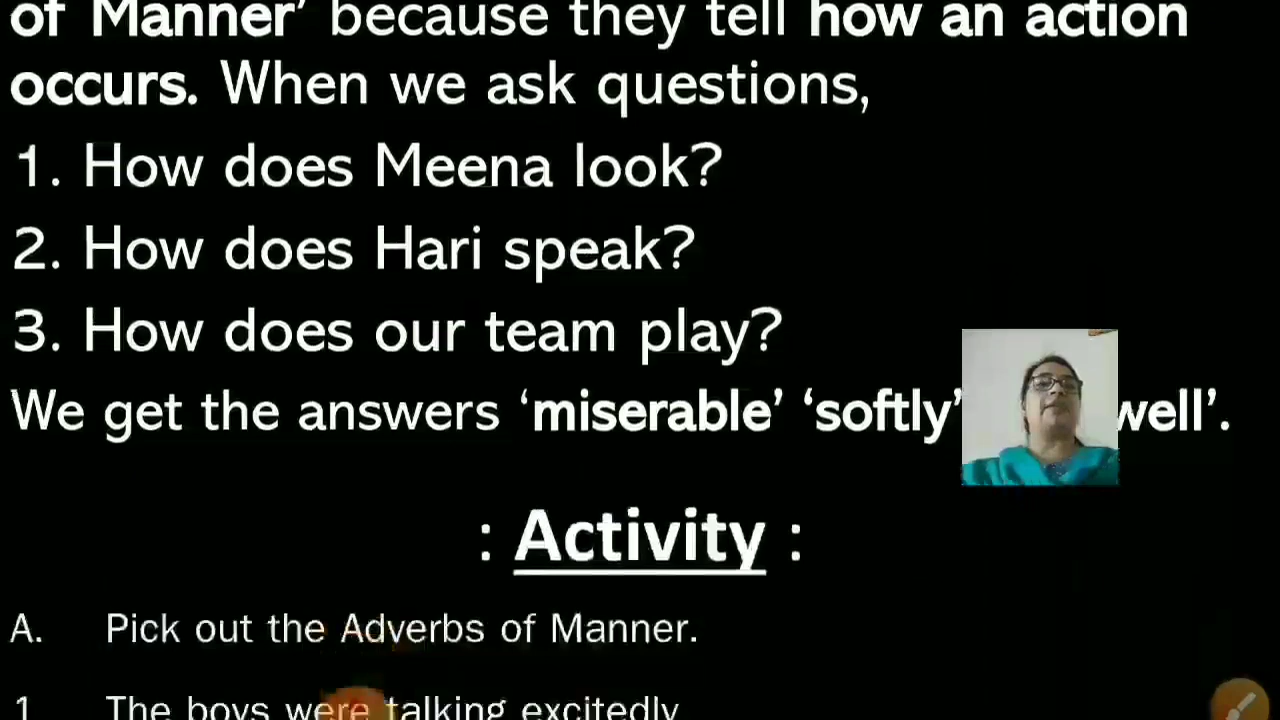 of Manner’ because they tell how an action
occurs. When we ask questions,
1. How does Meena look?
2. How does Hari speak?
3. How does our team play?
We get the answers ‘miserable’ ‘softly’ well’.
: Activity :
A. Pick out the Adverbs of Manner.
1 The boys were talking excitedly